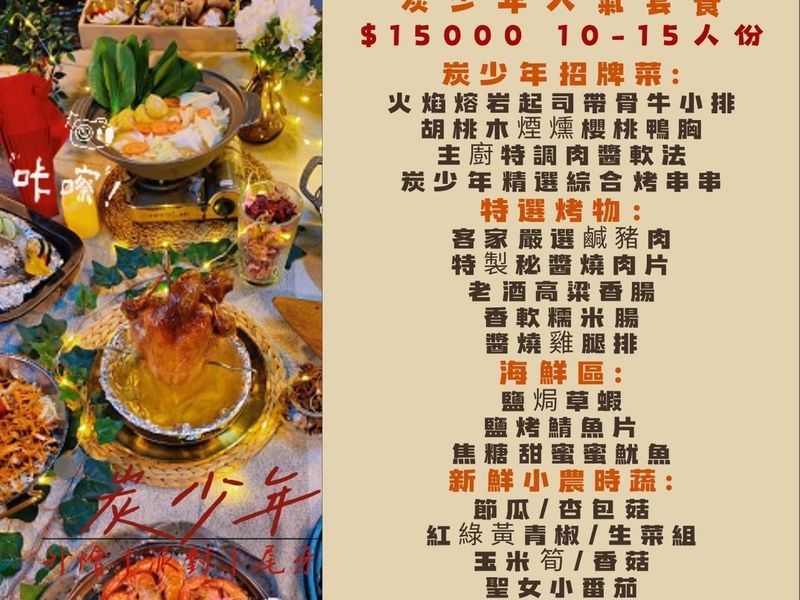 炭少年人氣套餐
$15000 10-15人份
炭少年招牌菜:
火焰熔岩起司帶骨牛小排
胡桃木煙燻櫻桃鴨胸
主廚特調肉醬軟法
炭少年精選綜合烤串串
特選烤物:
客家嚴選鹹豬肉
特製秘醬燒肉片
老酒高粱香腸
香軟糯米腸
醬燒雞腿排
海鮮區:
鹽焗草蝦
鹽烤鯖魚片
焦糖甜蜜蜜魷魚
新鮮小農時蔬:
節瓜/杏包菇
紅綠黃青椒/生菜組
玉米筍/香菇
聖女小番茄
咔嚓!
炭少年
外燴|派對|尾牙